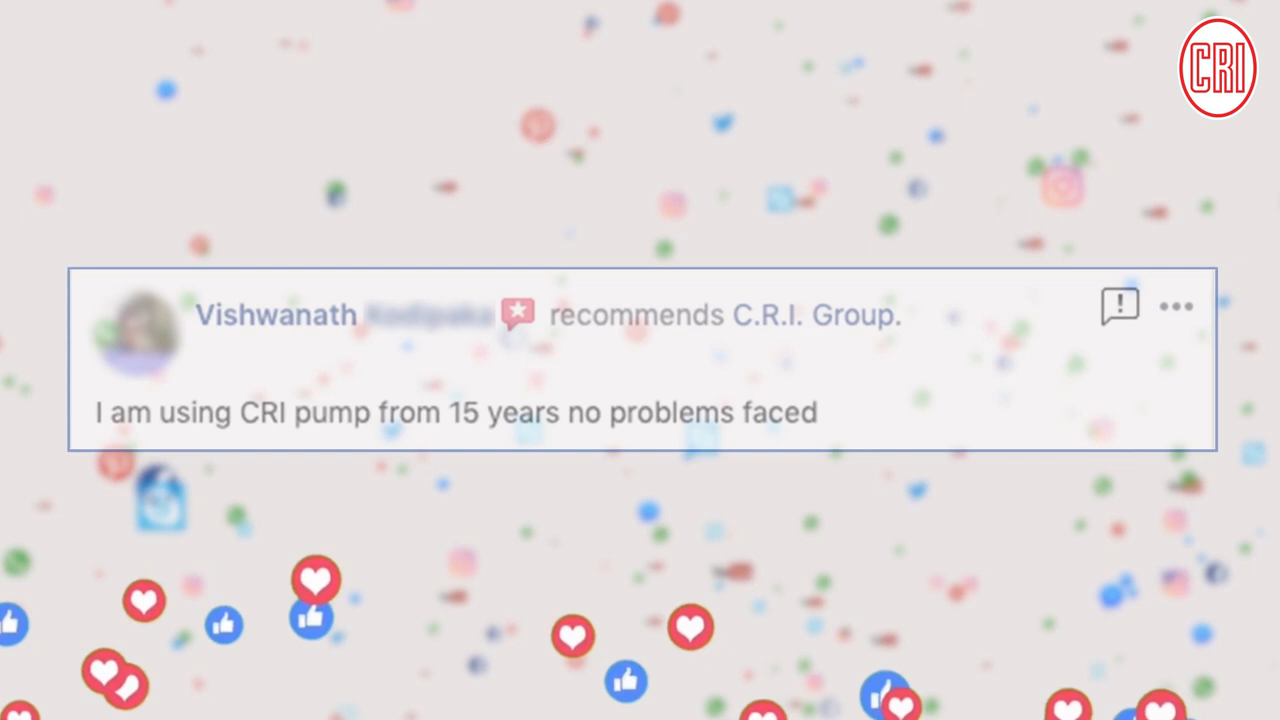 CRI
Vishwanath recommends C.R.I. Group.
I am using CRI pump from 15 years no problems faced